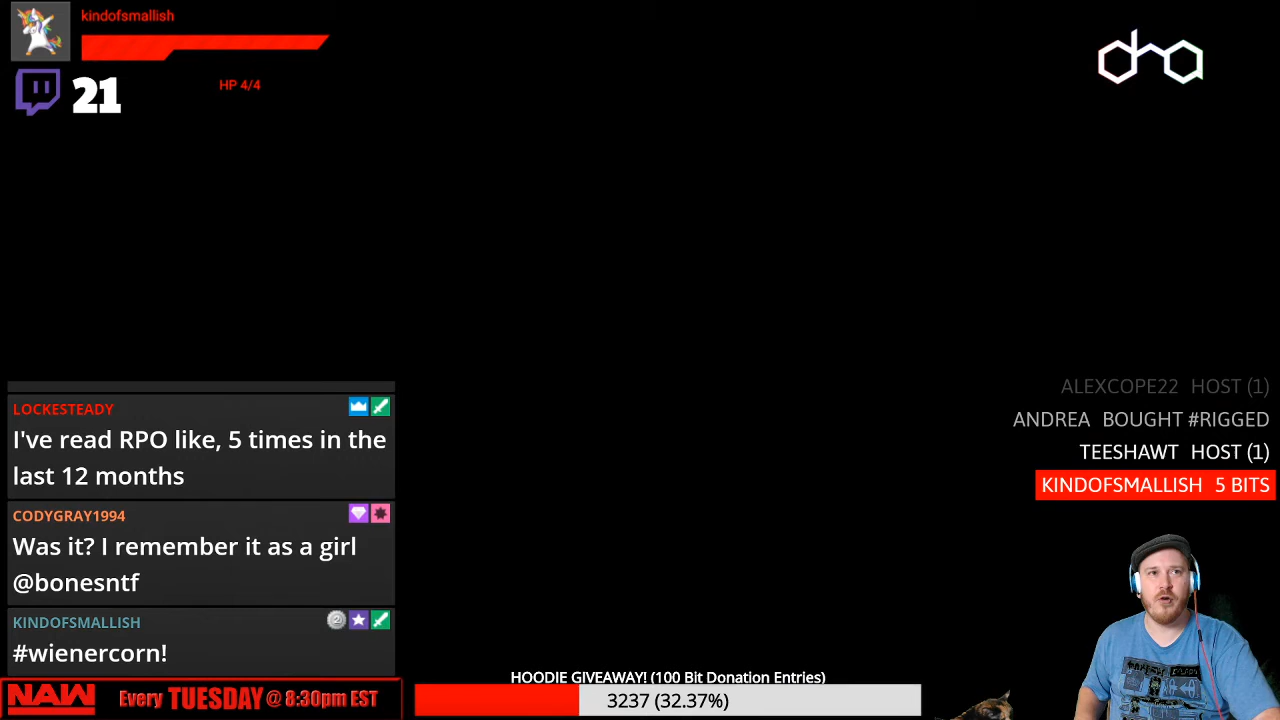 kindofsmallish
HP 4/4
21
dha
LOCKESTEADY
I've read RPO like, 5 times in the
last 12 months
CODYGRAY1994
Was it? I remember it as a girl
@bonesntf
KINDOFSMALLISH
2
#wienercorn!
NAW Every TUESDAY @ 8:30pm EST
ALEXCOPE22 HOST (1)
ANDREA BOUGHT #RIGGED
TEESHAWT HOST (1)
KINDOFSMALLISH 5 BITS
HOODIE GIVEAWAY! (100 Bit Donation Entries)
3237 (32.37%)